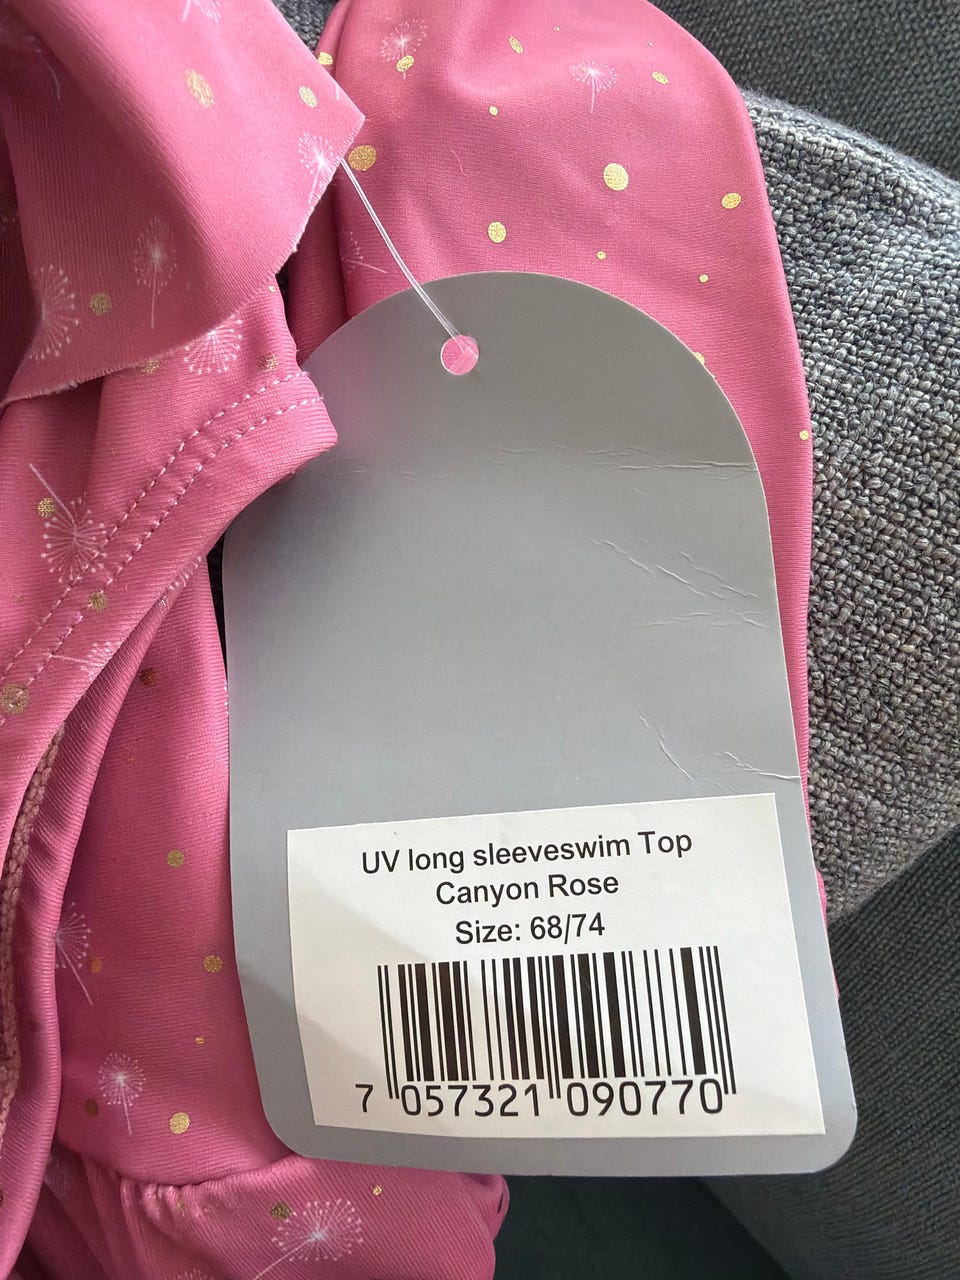 UV long sleeveswim Top
Canyon Rose
Size: 68/74
7 057321 090770